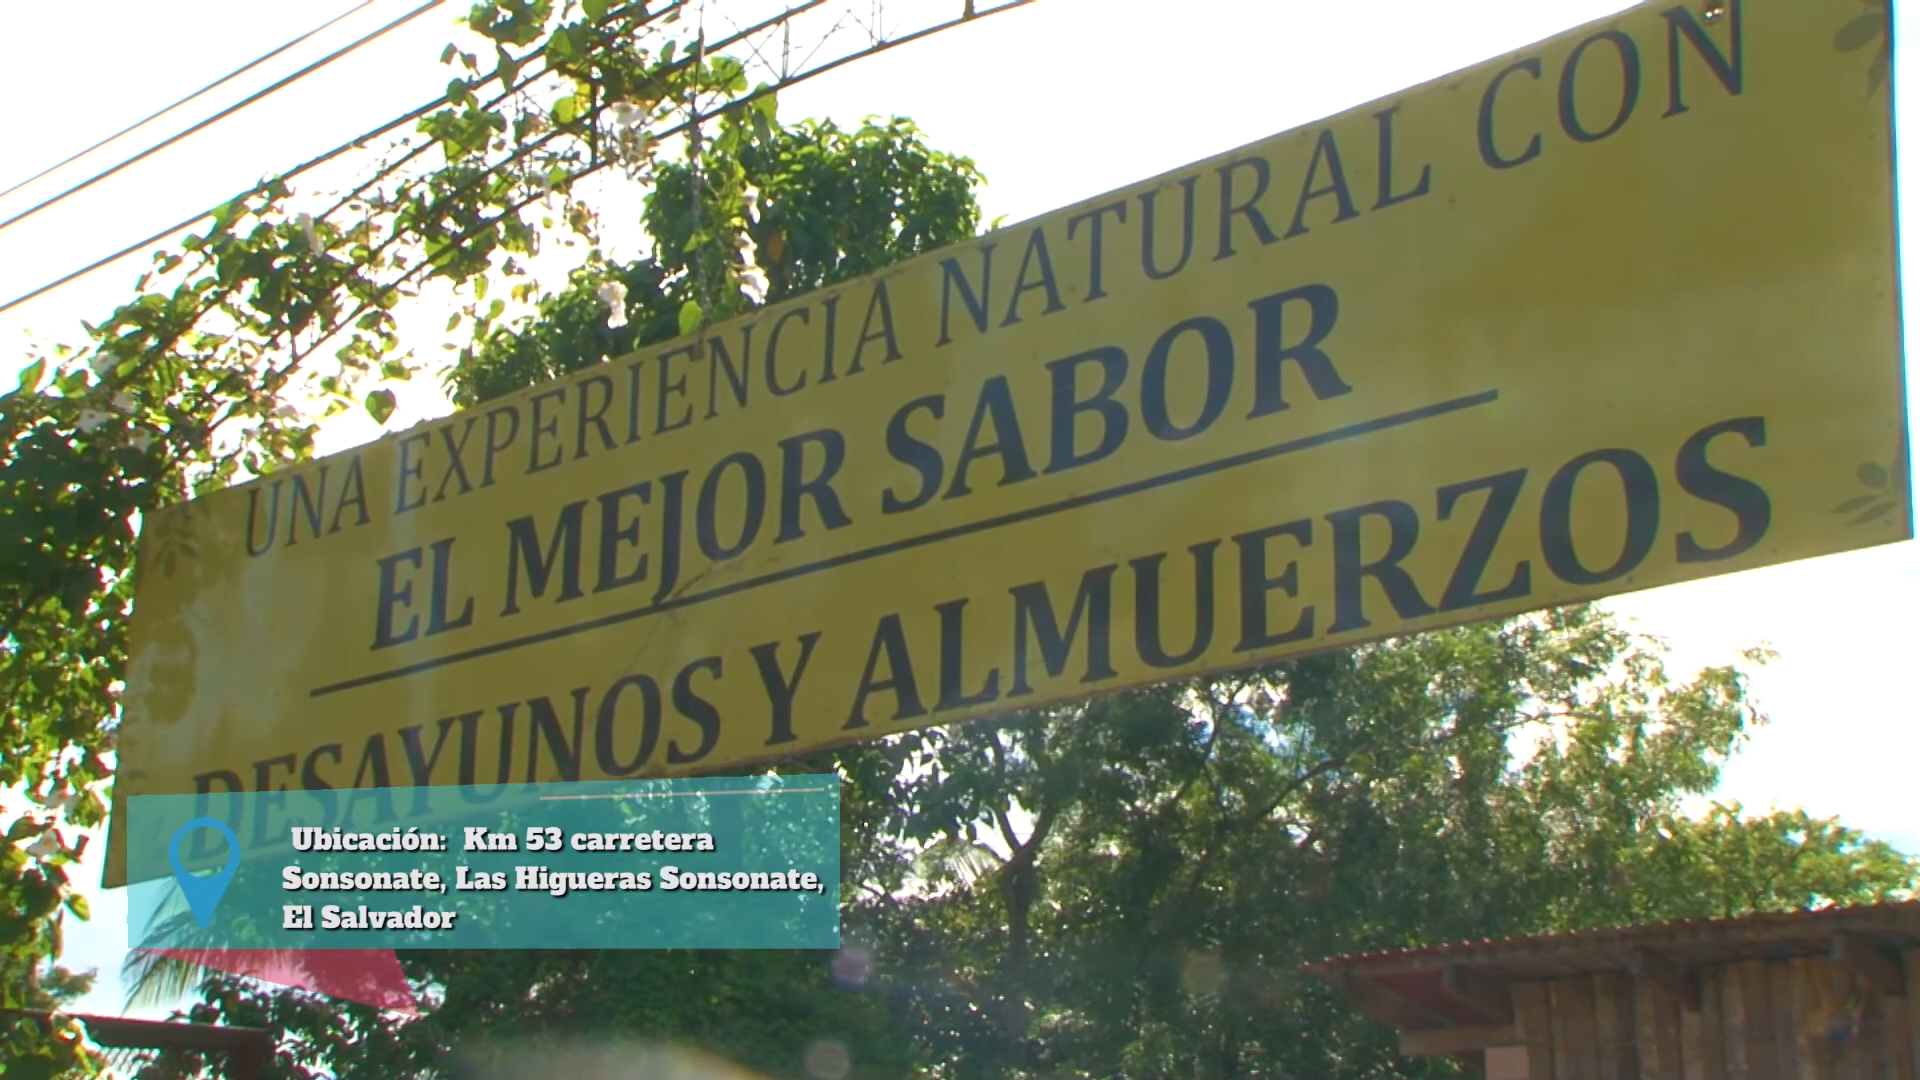 UNA EXPERIENCIA NATURAL CON
EL MEJOR SABOR
DESAYUNOS Y ALMUERZOS
Ubicación: Km 53 carretera
Sonsonate, Las Higueras Sonsonate,
El Salvador